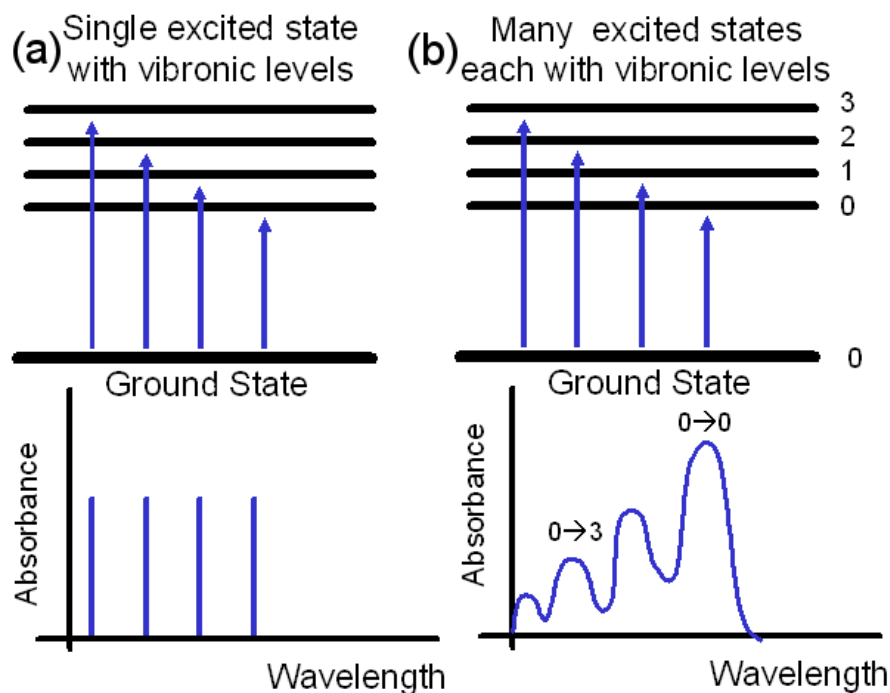 (a)
Single excited state
with vibronic levels
Ground State
Absorbance
Wavelength
(b)
Many excited states
each with vibronic levels
3
2
1
0
0
Ground State
0→0
0→3
Absorbance
Wavelength